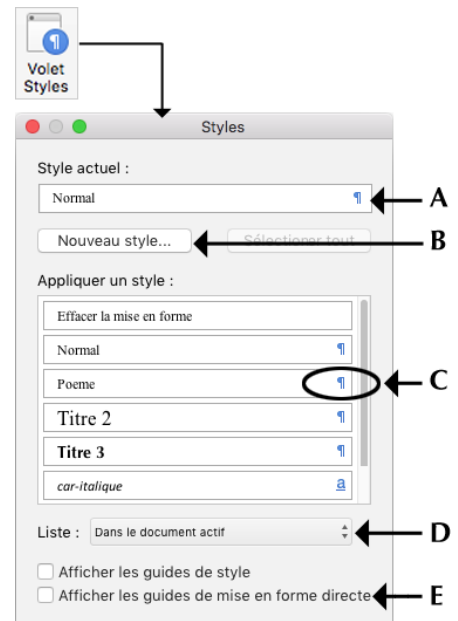 ¶
Volet
Styles
Styles
Style actuel :
Normal ¶ A
Nouveau style... Sélectionner tout B
Appliquer un style :
Effacer la mise en forme
Normal ¶
Poeme ¶ C
Titre 2 ¶
Titre 3 ¶
car-italique a
Liste : Dans le document actif D
Afficher les guides de style
Afficher les guides de mise en forme directe E